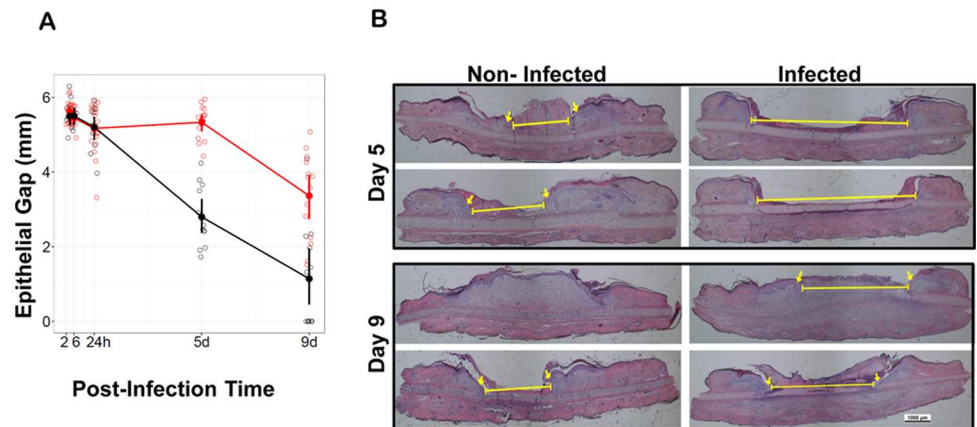 A
B
Non- Infected
Infected
Epithelial Gap (mm)
6
4
2
0
2 6 24h 5d 9d
Post-Infection Time
Day 5
Day 9
1000 μm